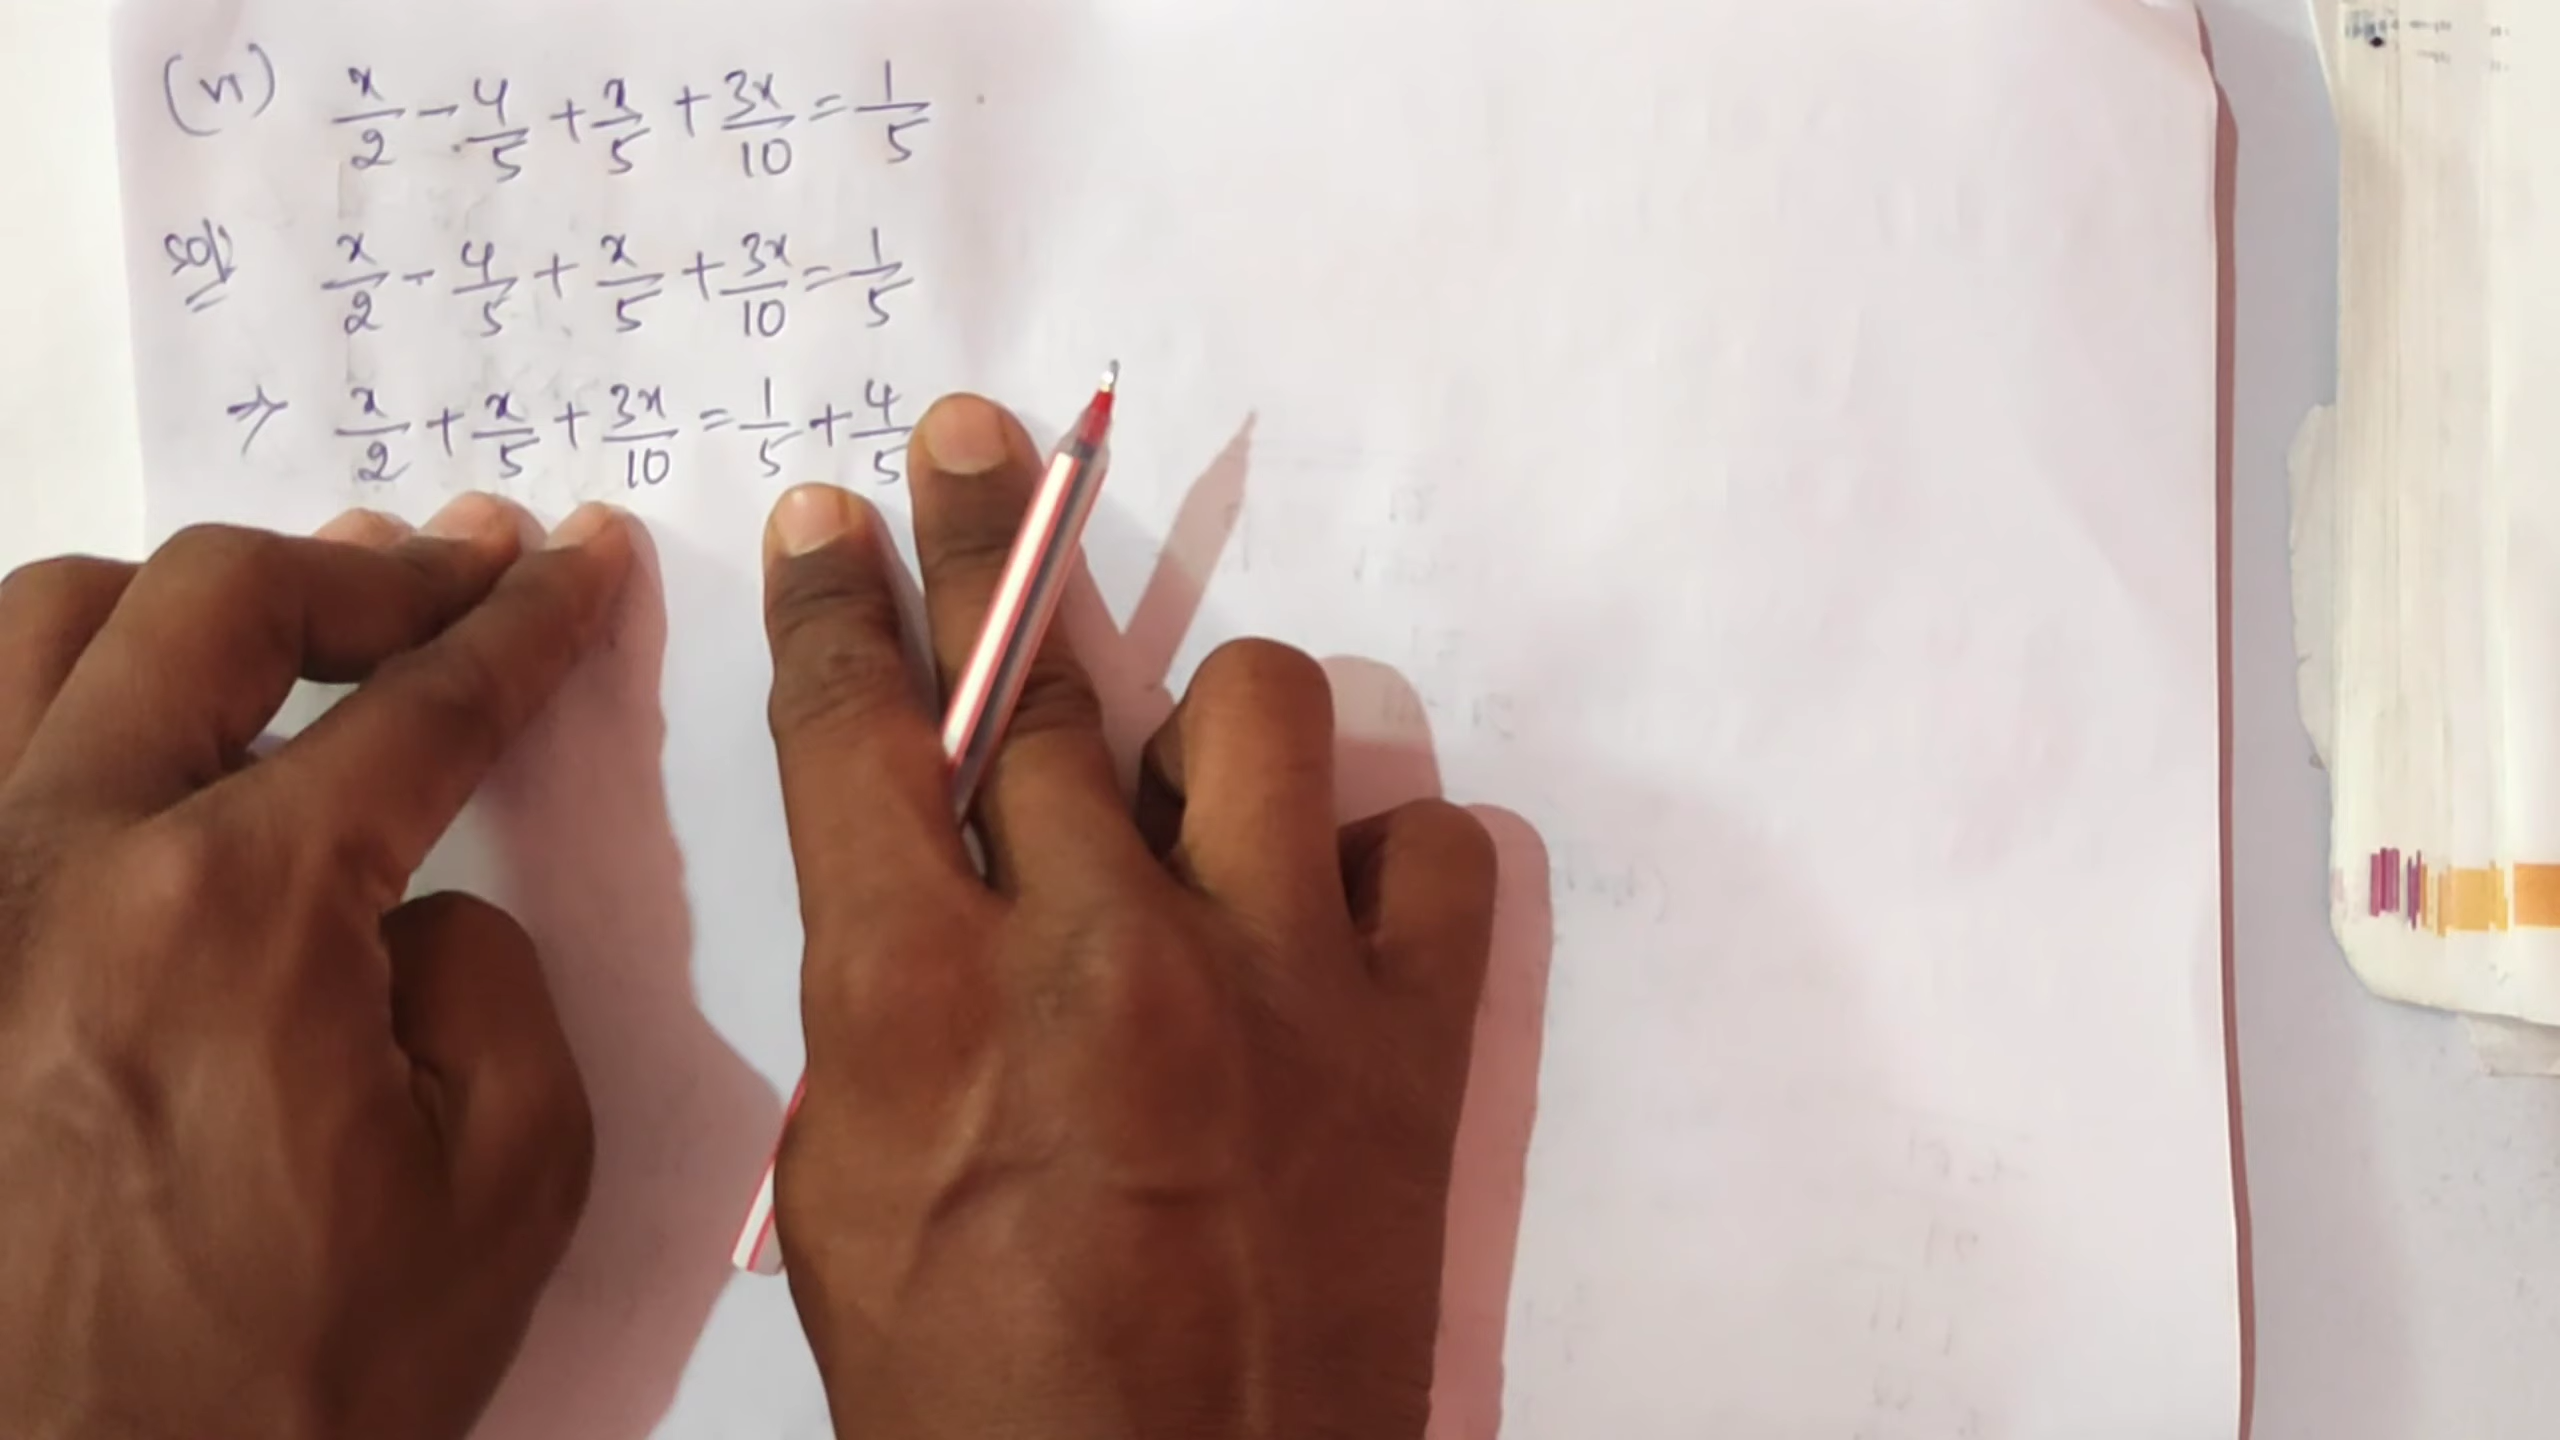 (vi) x/2 - 4/5 + x/5 + 3x/10 = 1/5
Sol x/2 - 4/5 + x/5 + 3x/10 = 1/5
⇒ x/2 + x/5 + 3x/10 = 1/5 + 4/5